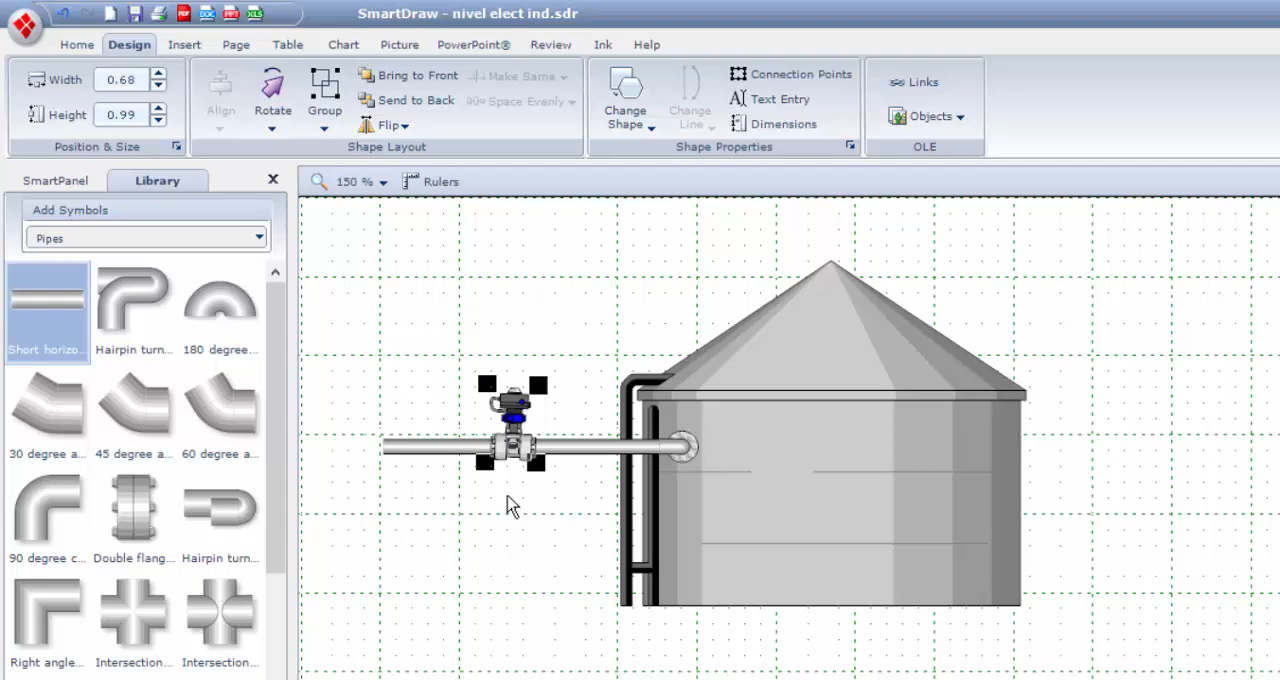 SmartDraw - nivel elect ind.sdr
PDF DOC PPT XLS
Home Design Insert Page Table Chart Picture PowerPoint® Review Ink Help
Width 0.68
Height 0.99
Position & Size
Align
Rotate
Group
Bring to Front
Send to Back
Flip
Make Same
Space Evenly
Shape Layout
Change Shape
Change Line
Connection Points
Text Entry
Dimensions
Shape Properties
Links
Objects
OLE
SmartPanel Library
150 % Rulers
Add Symbols
Pipes
Short horizo... Hairpin turn... 180 degree...
30 degree a... 45 degree a... 60 degree a...
90 degree c... Double flang... Hairpin turn...
Right angle... Intersection... Intersection...